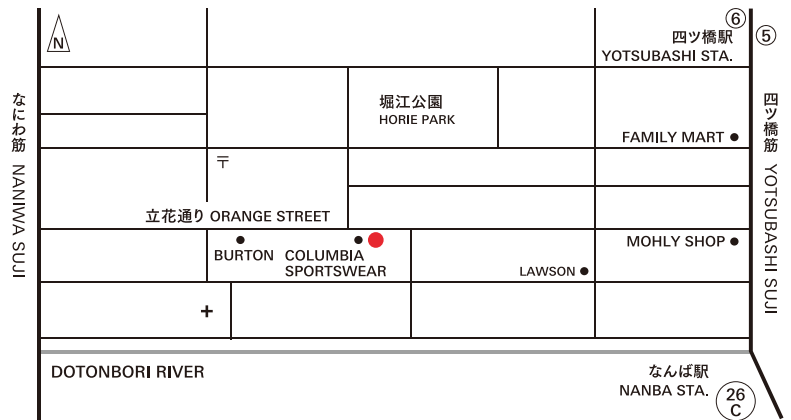 N
四ツ橋駅
YOTSUBASHI STA.
⑥
⑤
なにわ筋 NANIWA SUJI
堀江公園
HORIE PARK
四ツ橋筋 YOTSUBASHI SUJI
FAMILY MART
〒
立花通り ORANGE STREET
BURTON
COLUMBIA
SPORTSWEAR
MOHLY SHOP
LAWSON
DOTONBORI RIVER
なんば駅
NANBA STA.
26
C